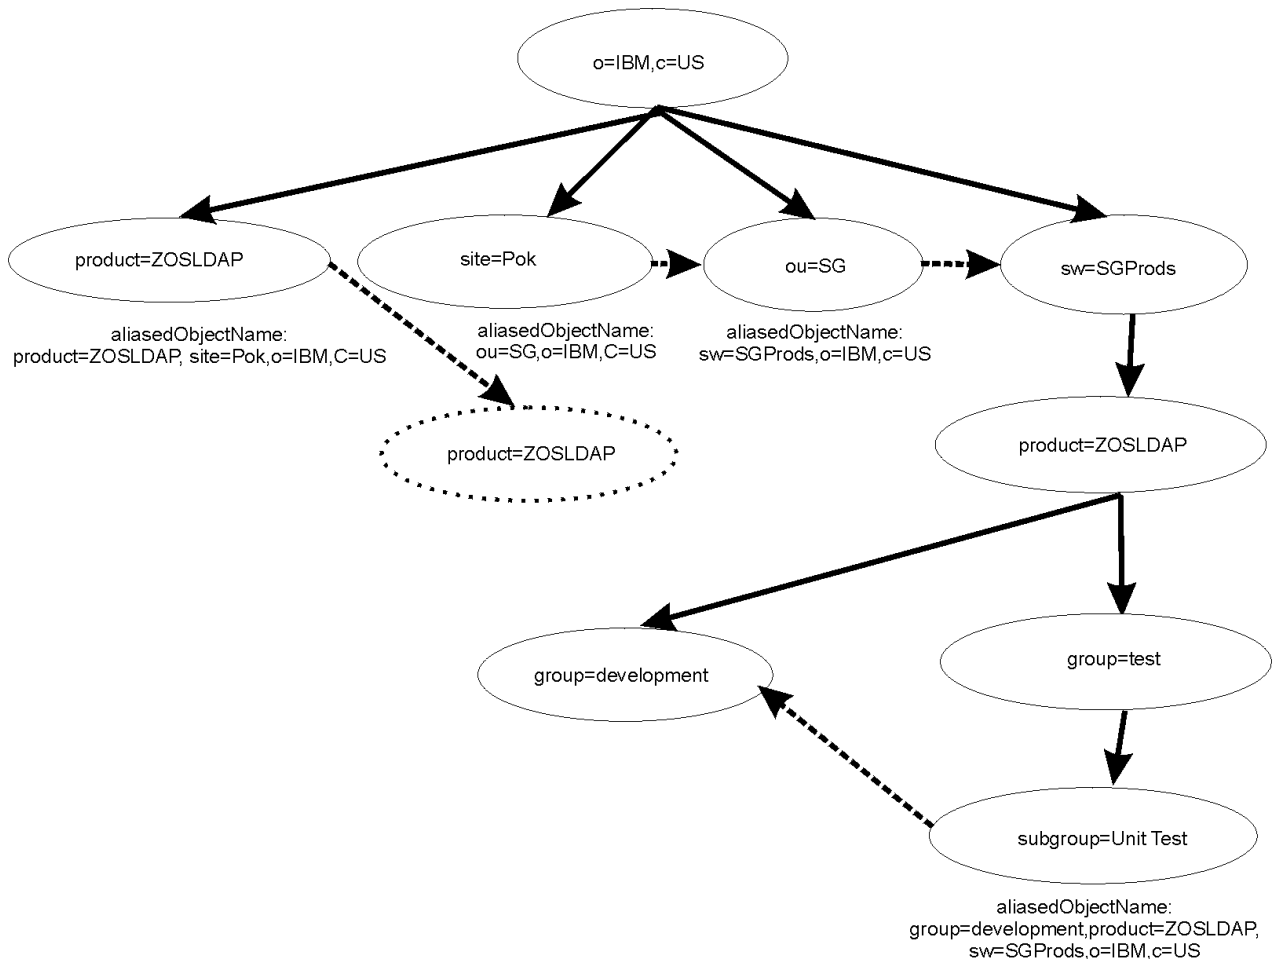 o=IBM,c=US
product=ZOSLDAP
site=Pok
ou=SG
sw=SGProds
aliasedObjectName:
product=ZOSLDAP, site=Pok,o=IBM,C=US
aliasedObjectName:
ou=SG,o=IBM,C=US
aliasedObjectName:
sw=SGProds,o=IBM,c=US
product=ZOSLDAP
product=ZOSLDAP
group=development
group=test
subgroup=Unit Test
aliasedObjectName:
group=development,product=ZOSLDAP,
sw=SGProds,o=IBM,c=US